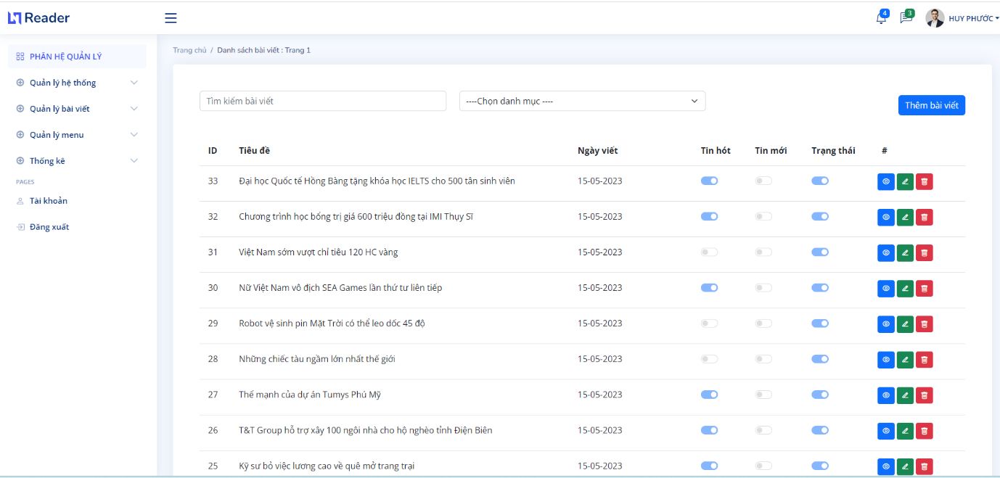 Reader
4
3
HUY PHƯỚC
PHÂN HỆ QUẢN LÝ
Quản lý hệ thống
Quản lý bài viết
Quản lý menu
Thống kê
PAGES
Tài khoản
Đăng xuất
Trang chủ / Danh sách bài viết : Trang 1
Tìm kiếm bài viết
----Chọn danh mục ----
Thêm bài viết
ID Tiêu đề Ngày viết Tin hót Tin mới Trạng thái #
33 Đại học Quốc tế Hồng Bàng tặng khóa học IELTS cho 500 tân sinh viên 15-05-2023
32 Chương trình học bổng trị giá 600 triệu đồng tại IMI Thụy Sĩ 15-05-2023
31 Việt Nam sớm vượt chỉ tiêu 120 HC vàng 15-05-2023
30 Nữ Việt Nam vô địch SEA Games lần thứ tư liên tiếp 15-05-2023
29 Robot vệ sinh pin Mặt Trời có thể leo dốc 45 độ 15-05-2023
28 Những chiếc tàu ngầm lớn nhất thế giới 15-05-2023
27 Thế mạnh của dự án Tumys Phú Mỹ 15-05-2023
26 T&T Group hỗ trợ xây 100 ngôi nhà cho hộ nghèo tỉnh Điện Biên 15-05-2023
25 Kỹ sư bỏ việc lương cao về quê mở trang trại 15-05-2023